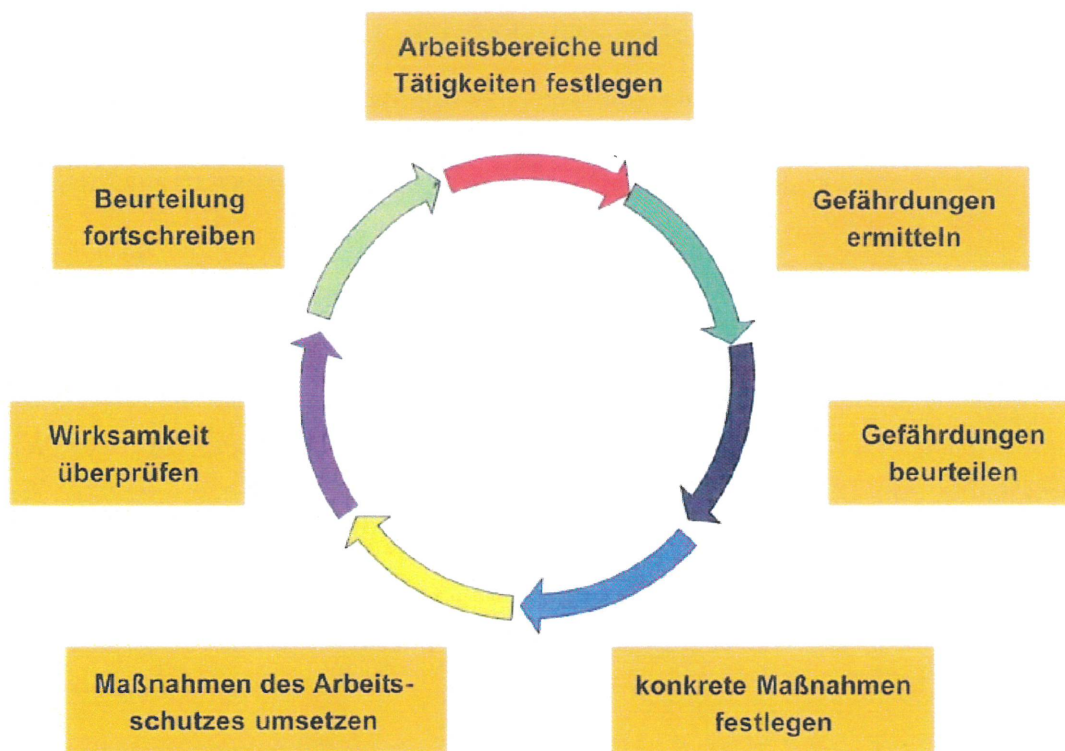 Arbeitsbereiche und
Tätigkeiten festlegen
Gefährdungen
ermitteln
Gefährdungen
beurteilen
konkrete Maßnahmen
festlegen
Maßnahmen des Arbeits-
schutzes umsetzen
Wirksamkeit
überprüfen
Beurteilung
fortschreiben